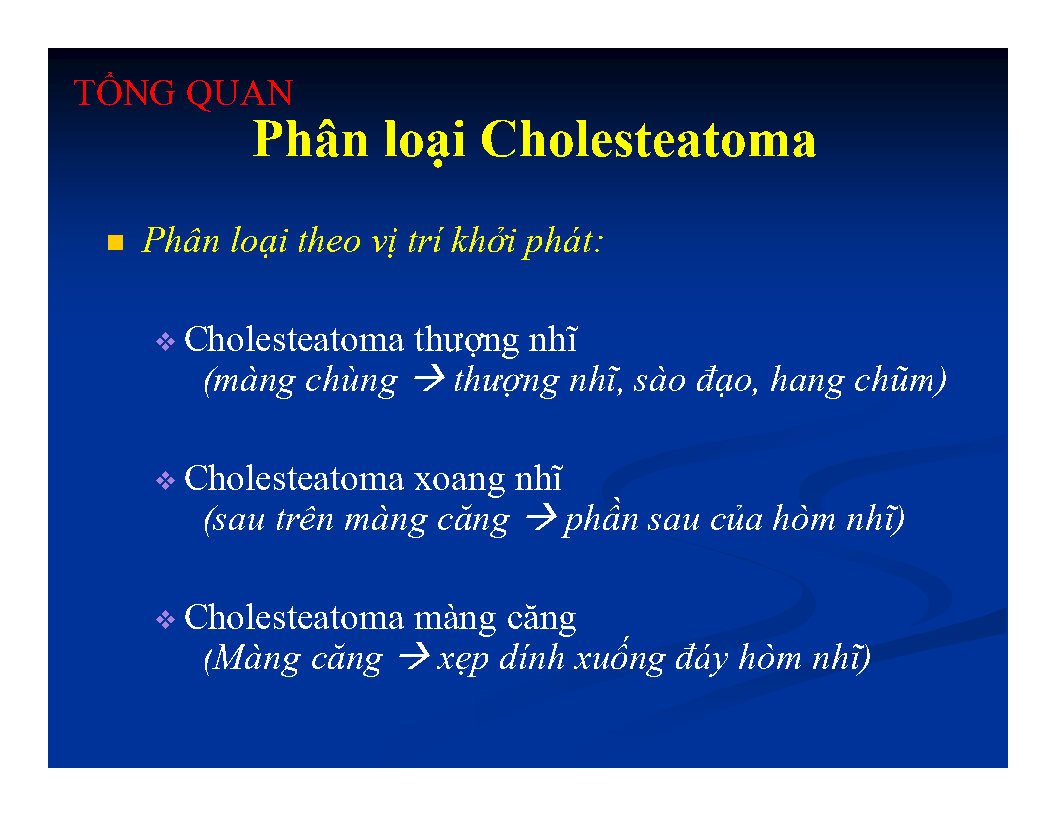 TỔNG QUAN
Phân loại Cholesteatoma
Phân loại theo vị trí khởi phát:
Cholesteatoma thượng nhĩ
(màng chùng → thượng nhĩ, sào đạo, hang chũm)
Cholesteatoma xoang nhĩ
(sau trên màng căng → phần sau của hòm nhĩ)
Cholesteatoma màng căng
(Màng căng → xẹp dính xuống đáy hòm nhĩ)